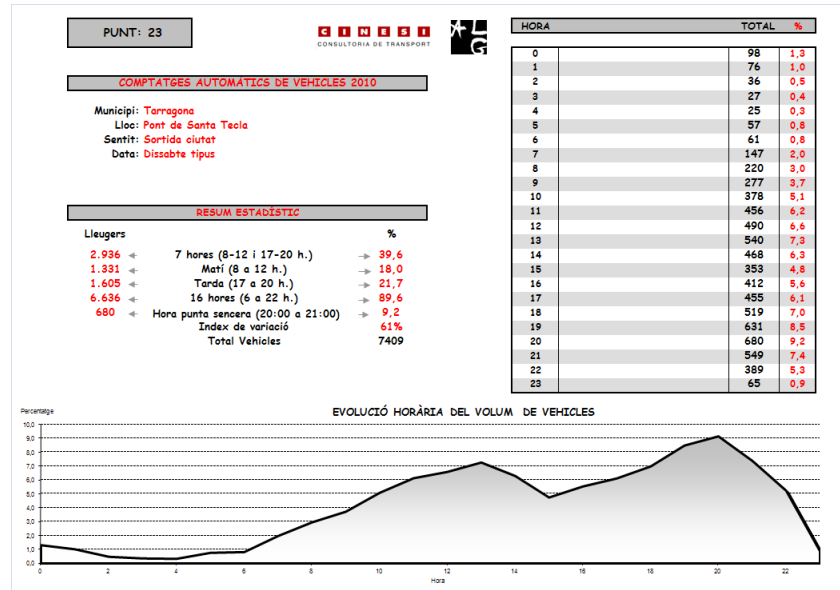 PUNT: 23
CINESI
CONSULTORIA DE TRANSPORT
ALG
COMPTATGES AUTOMÀTICS DE VEHICLES 2010
Municipi: Tarragona
Lloc: Pont de Santa Tecla
Sentit: Sortida ciutat
Data: Dissabte tipus
RESUM ESTADÍSTIC
Lleugers %
2.936 7 hores (8-12 i 17-20 h.) 39,6
1.331 Matí (8 a 12 h.) 18,0
1.605 Tarda (17 a 20 h.) 21,7
6.636 16 hores (6 a 22 h.) 89,6
680 Hora punta sencera (20:00 a 21:00) 9,2
Index de variació 61%
Total Vehicles 7409
HORA TOTAL %
0 98 1,3
1 76 1,0
2 36 0,5
3 27 0,4
4 25 0,3
5 57 0,8
6 61 0,8
7 147 2,0
8 220 3,0
9 277 3,7
10 378 5,1
11 456 6,2
12 490 6,6
13 540 7,3
14 468 6,3
15 353 4,8
16 412 5,6
17 455 6,1
18 519 7,0
19 631 8,5
20 680 9,2
21 549 7,4
22 389 5,3
23 65 0,9
EVOLUCIÓ HORÀRIA DEL VOLUM DE VEHICLES
Percentatge
10,0
9,0
8,0
7,0
6,0
5,0
4,0
3,0
2,0
1,0
0,0
0 2 4 6 8 10 12 14 16 18 20 22
Hora